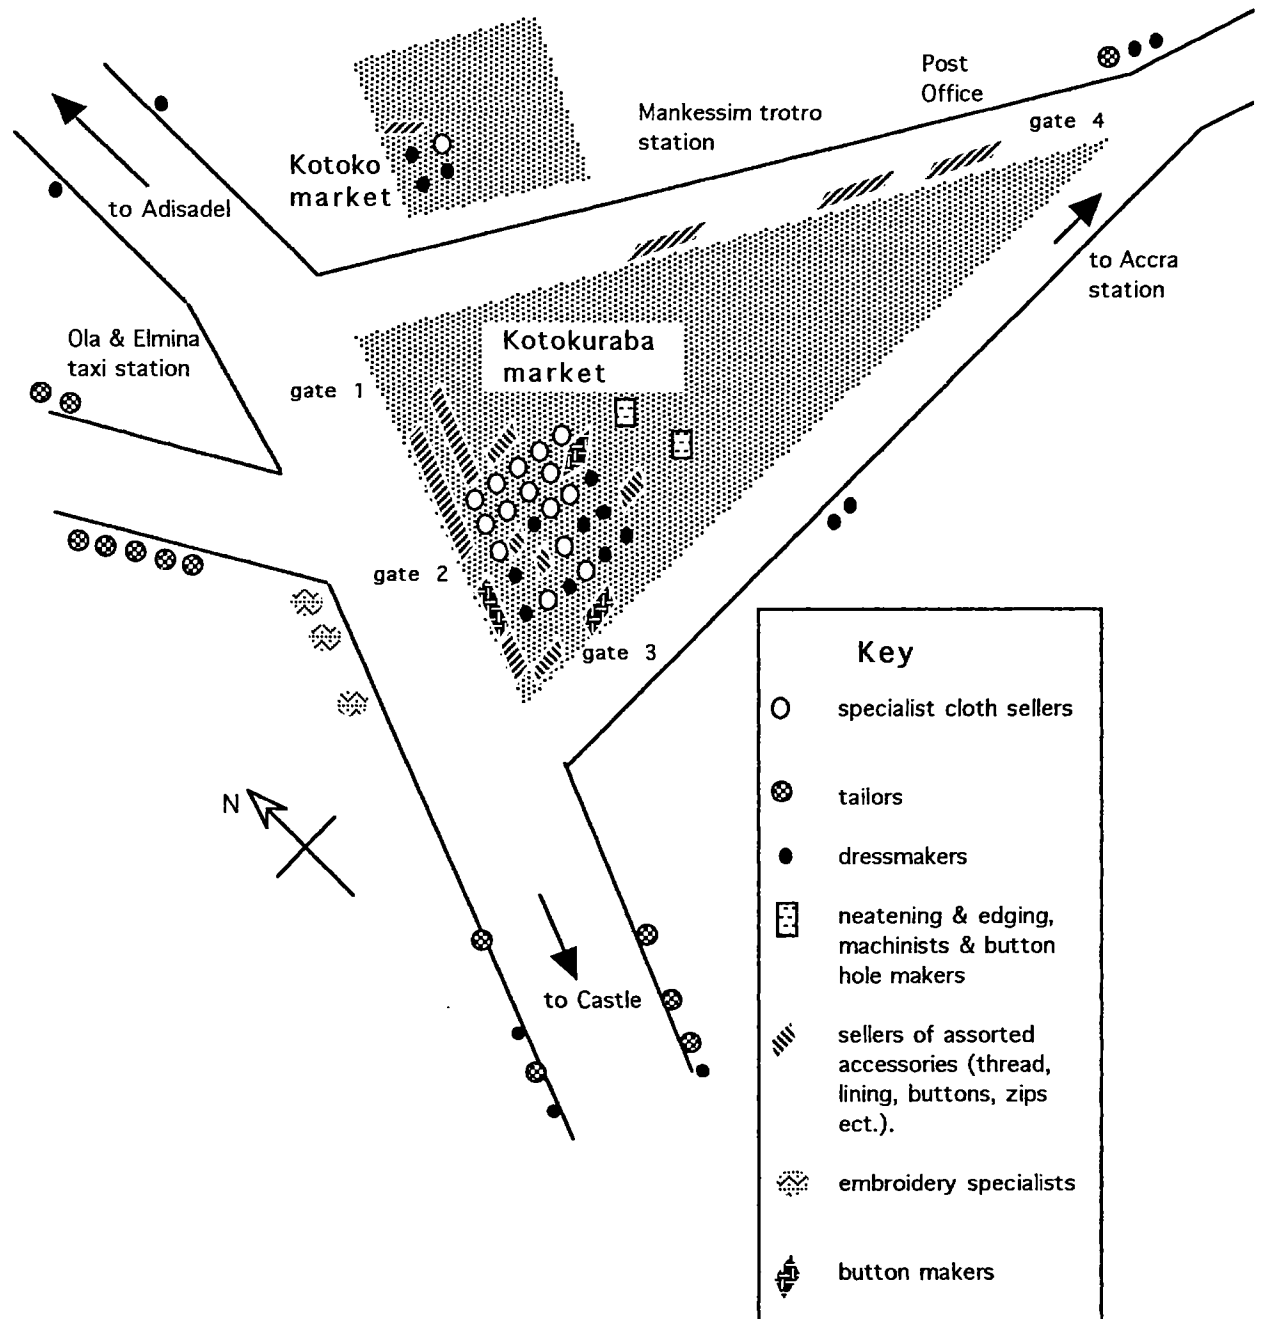 Post
Office
Mankessim trotro
station
gate 4
Kotoko
market
to Adisadel
to Accra
station
Ola & Elmina
taxi station
Kotokuraba
market
gate 1
gate 2
gate 3
N
to Castle
Key
specialist cloth sellers
tailors
dressmakers
neatening & edging,
machinists & button
hole makers
sellers of assorted
accessories (thread,
lining, buttons, zips
ect.).
embroidery specialists
button makers